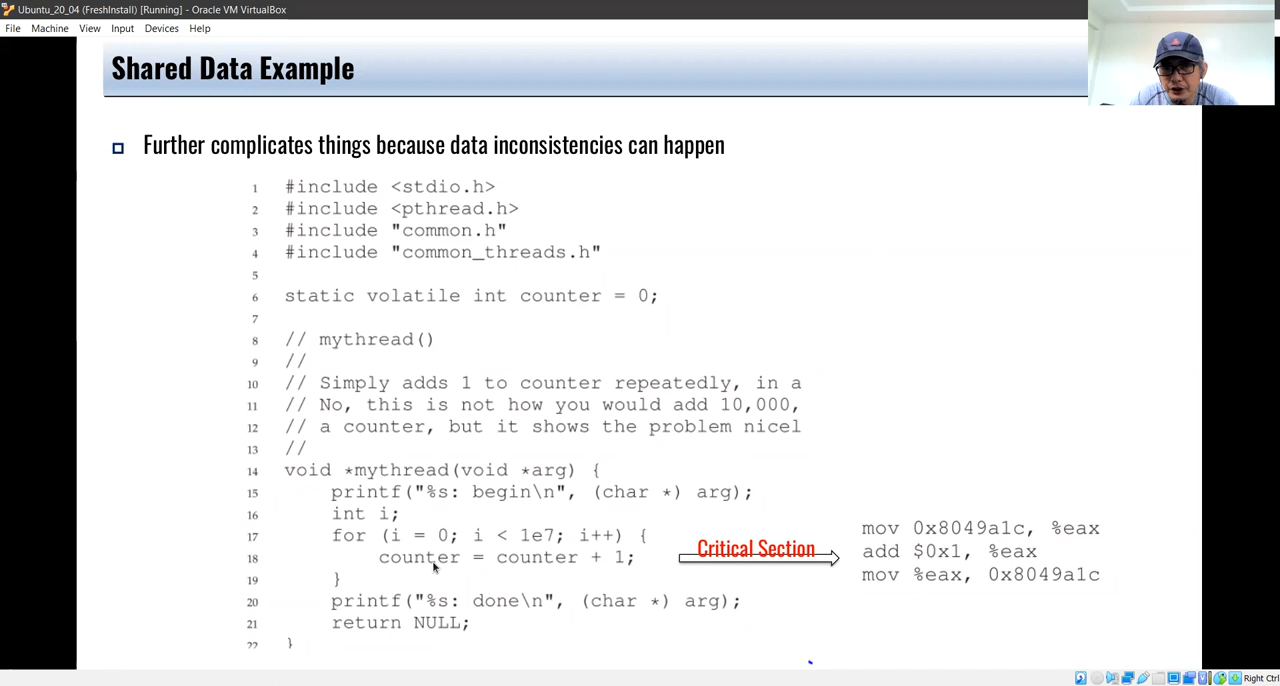 Ubuntu_20_04 (FreshInstall) [Running] - Oracle VM VirtualBox
File Machine View Input Devices Help
Shared Data Example
Further complicates things because data inconsistencies can happen
1 #include <stdio.h>
2 #include <pthread.h>
3 #include "common.h"
4 #include "common_threads.h"
5
6 static volatile int counter = 0;
7
8 // mythread()
9 //
10 // Simply adds 1 to counter repeatedly, in a
11 // No, this is not how you would add 10,000,
12 // a counter, but it shows the problem nicel
13 //
14 void *mythread(void *arg) {
15 printf("%s: begin\n", (char *) arg);
16 int i;
17 for (i = 0; i < 1e7; i++) {
18 counter = counter + 1;
19 }
20 printf("%s: done\n", (char *) arg);
21 return NULL;
22 }
Critical Section
mov 0x8049a1c, %eax
add $0x1, %eax
mov %eax, 0x8049a1c
Right Ctrl